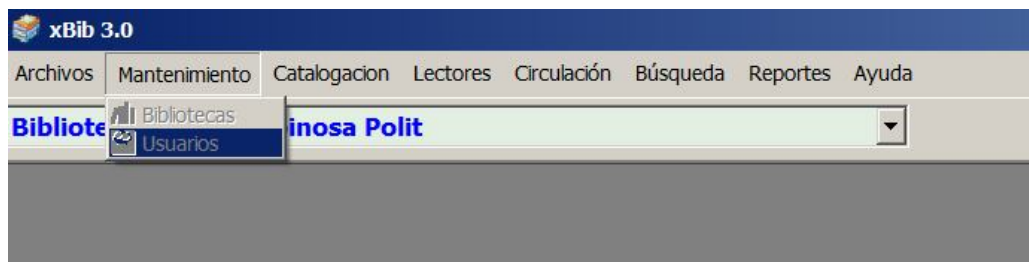 xBib 3.0
Archivos Mantenimiento Catalogacion Lectores Circulación Búsqueda Reportes Ayuda
Bibliotecas
Usuarios
Bibliote inosa Polit